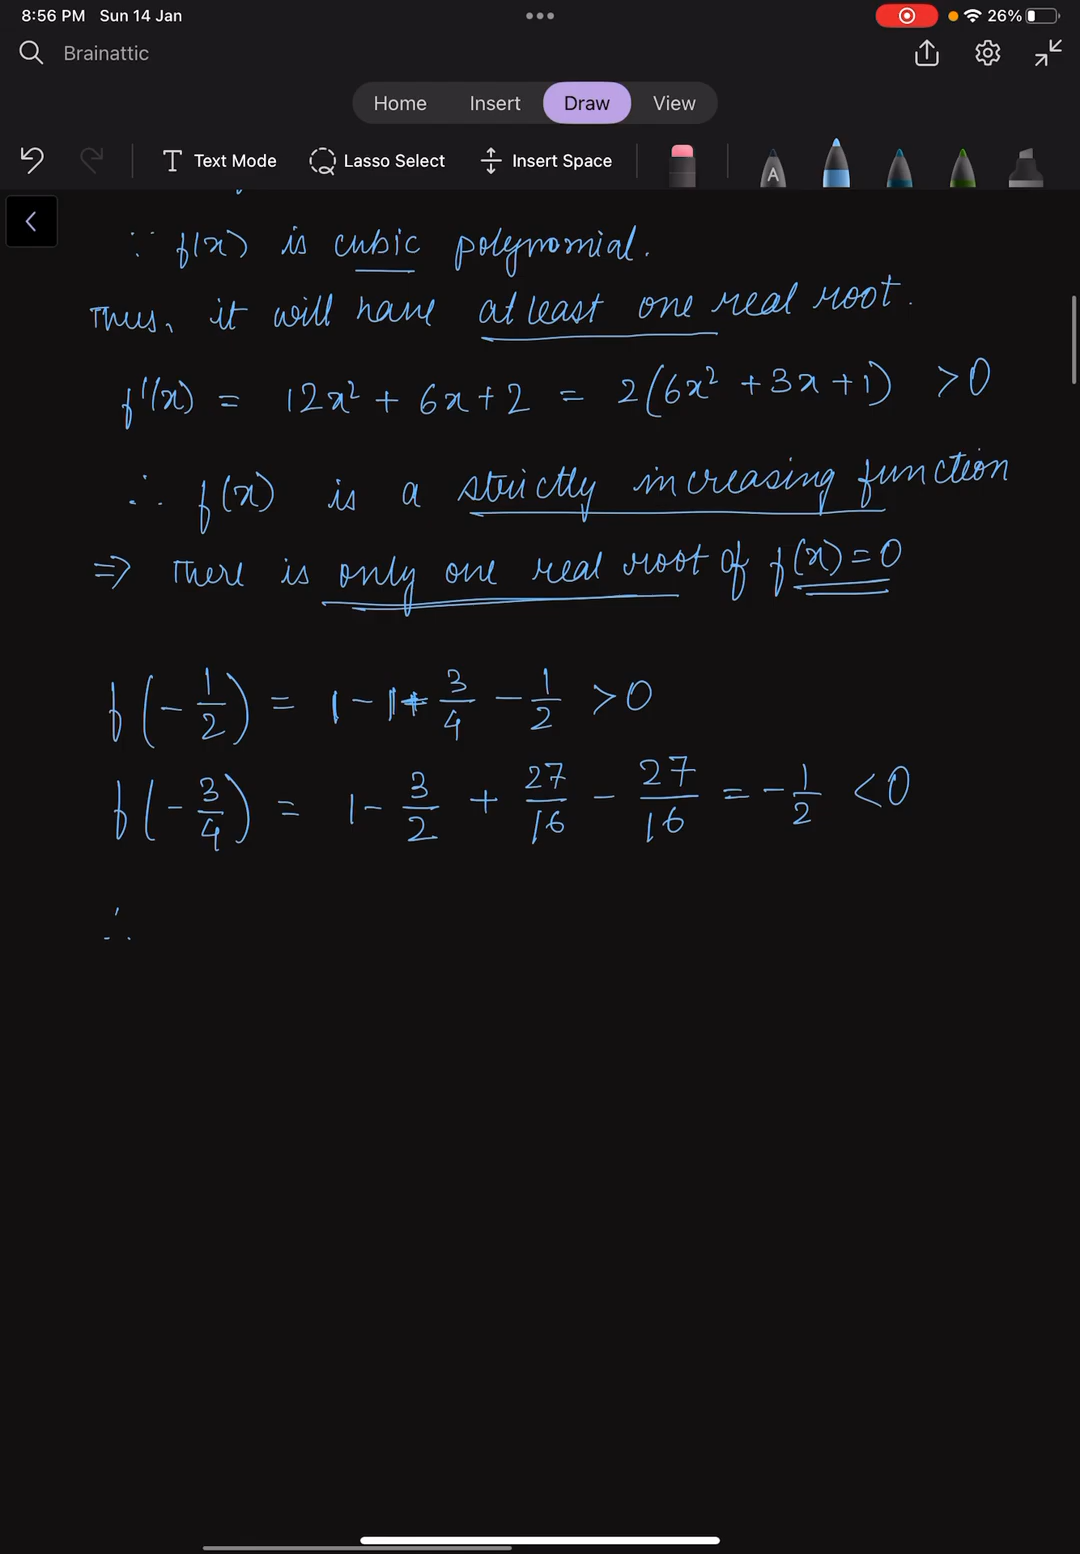 8:56 PM Sun 14 Jan
26%
Brainattic
Home Insert Draw View
Text Mode Lasso Select Insert Space A
∵ f(x) is cubic polynomial.
Thus, it will have at least one real root.
f'(x) = 12x² + 6x + 2 = 2(6x² + 3x + 1) > 0
∴ f(x) is a strictly increasing function
⇒ There is only one real root of f(x) = 0
f(-1/2) = 1 - 1 + 3/4 - 1/2 > 0
f(-3/4) = 1 - 3/2 + 27/16 - 27/16 = -1/2 < 0
∴